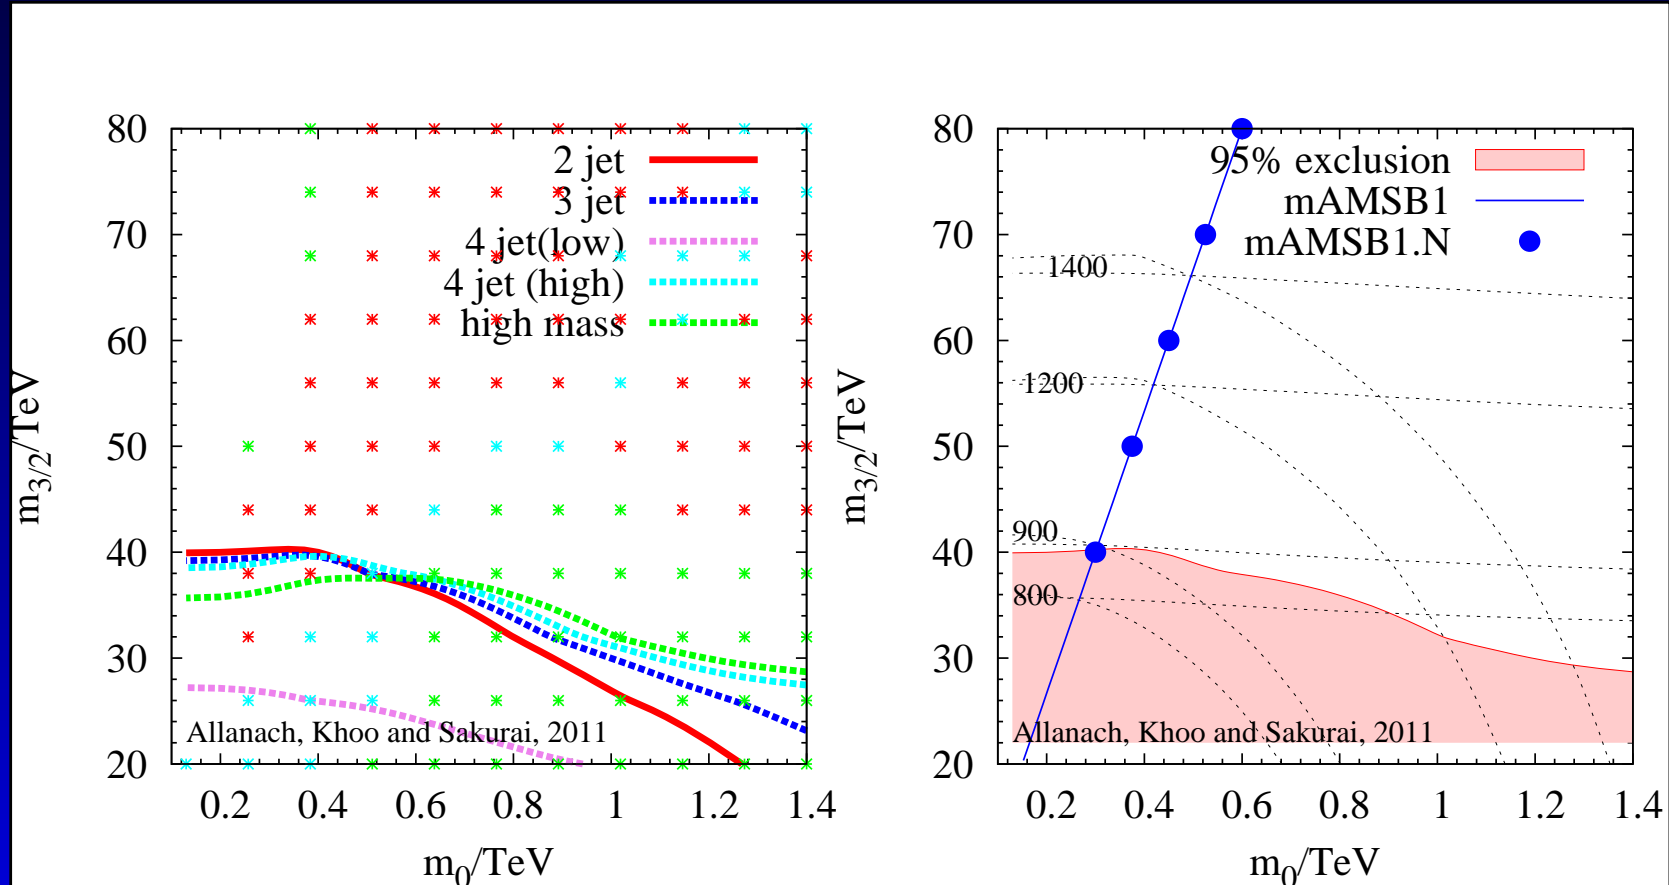 80
70
60
50
40
30
20
m3/2/TeV
2 jet
3 jet
4 jet(low)
4 jet (high)
high mass
Allanach, Khoo and Sakurai, 2011
0.2 0.4 0.6 0.8 1 1.2 1.4
m0/TeV
80
70
60
50
40
30
20
m3/2/TeV
95% exclusion
mAMSB1
mAMSB1.N
1400
1200
900
800
Allanach, Khoo and Sakurai, 2011
0.2 0.4 0.6 0.8 1 1.2 1.4
m0/TeV